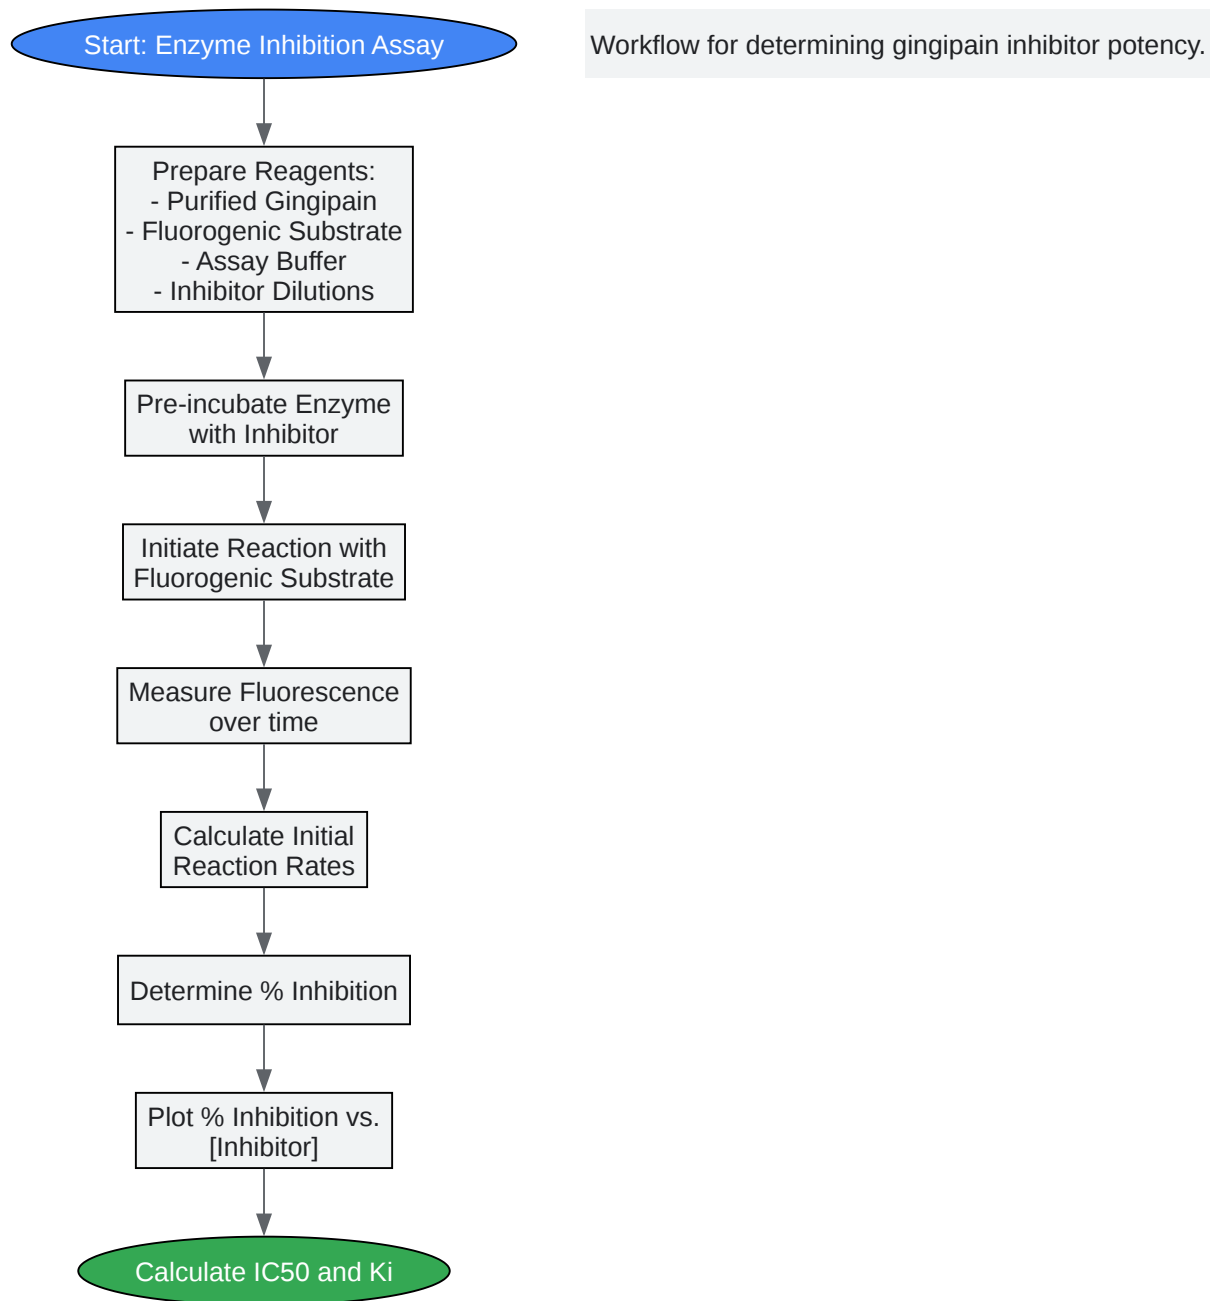 Start: Enzyme Inhibition Assay
Workflow for determining gingipain inhibitor potency.
Prepare Reagents:
- Purified Gingipain
- Fluorogenic Substrate
- Assay Buffer
- Inhibitor Dilutions
Pre-incubate Enzyme
with Inhibitor
Initiate Reaction with
Fluorogenic Substrate
Measure Fluorescence
over time
Calculate Initial
Reaction Rates
Determine % Inhibition
Plot % Inhibition vs.
[Inhibitor]
Calculate IC50 and Ki